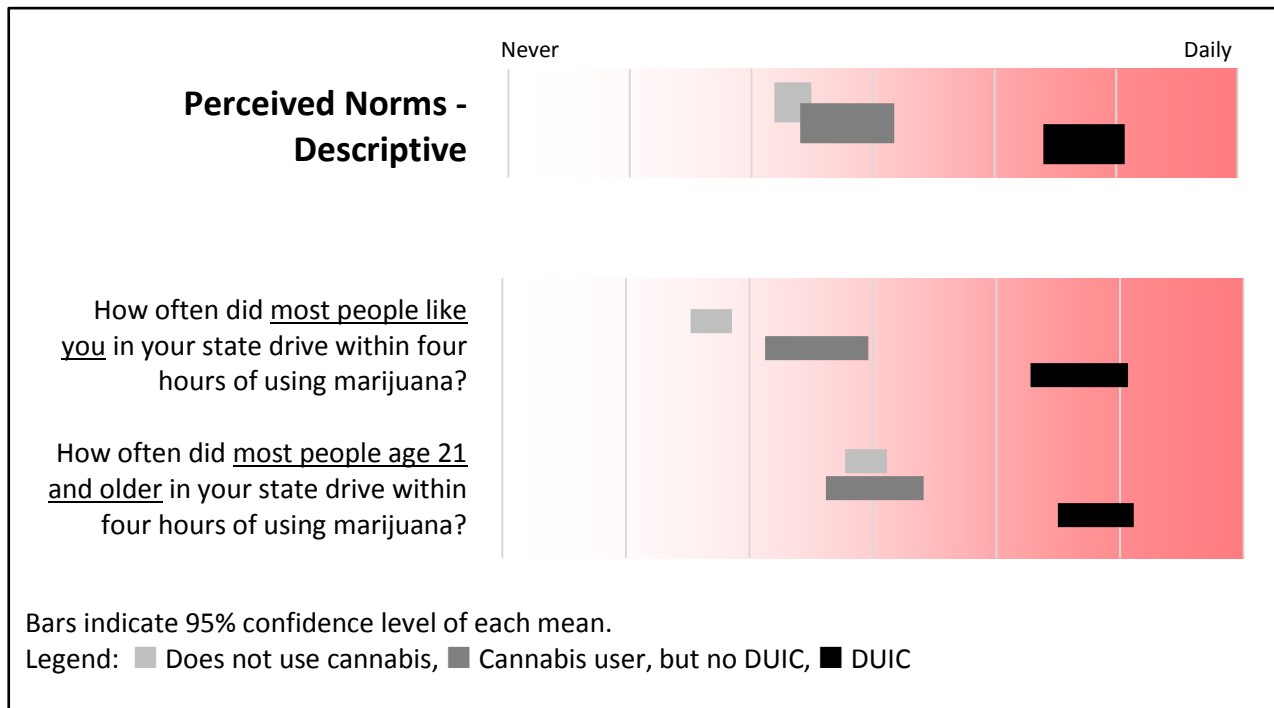 Never
Daily
Perceived Norms -
Descriptive
How often did most people like
you in your state drive within four
hours of using marijuana?
How often did most people age 21
and older in your state drive within
four hours of using marijuana?
Bars indicate 95% confidence level of each mean.
Legend: Does not use cannabis, Cannabis user, but no DUIC, DUIC